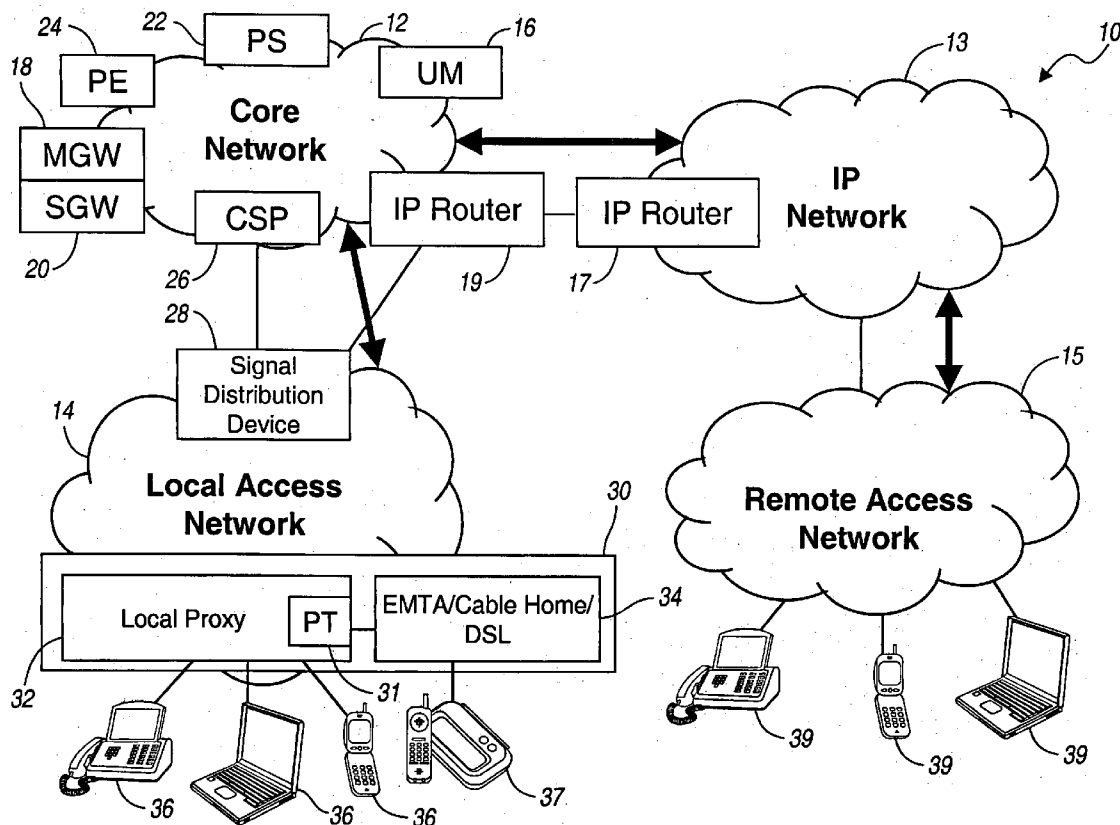 24
22
12
16
PS
13
10
18
PE
UM
Core
Network
MGW
SGW
CSP
IP Router
IP Router
IP
Network
20
26
19
17
28
Signal
Distribution
Device
14
15
Local Access
Network
Remote Access
Network
30
Local Proxy
PT
EMTA/Cable Home/
DSL
34
32
31
36
36
36
37
39
39
39